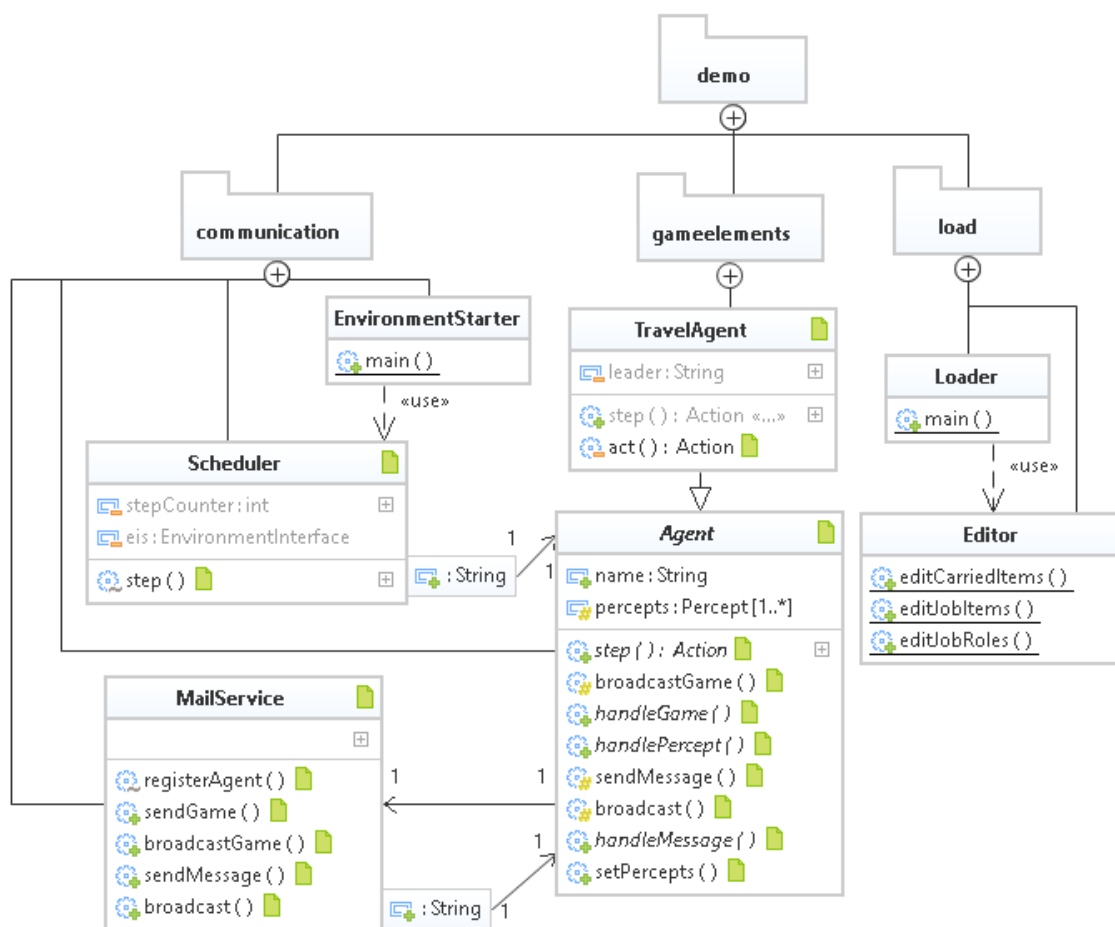 demo
communication
gameelements
load
EnvironmentStarter
main ( )
«use»
TravelAgent
leader : String
step ( ) : Action «...»
act ( ) : Action
Loader
main ( )
«use»
Scheduler
stepCounter : int
eis : EnvironmentInterface
step ( )
: String
1
1
Agent
name : String
percepts : Percept [1..*]
step ( ) : Action
broadcastGame ( )
handleGame ( )
handlePercept ( )
sendMessage ( )
broadcast ( )
handleMessage ( )
setPercepts ( )
Editor
editCarriedItems ( )
editJobItems ( )
editJobRoles ( )
MailService
registerAgent ( )
sendGame ( )
broadcastGame ( )
sendMessage ( )
broadcast ( )
1
1
1
: String
1